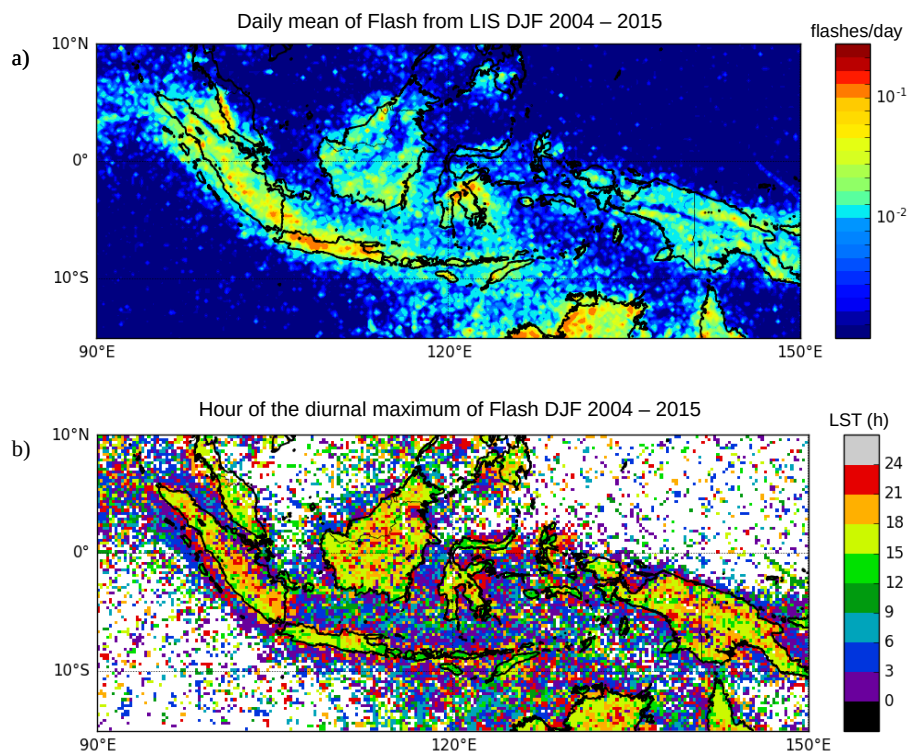 Daily mean of Flash from LIS DJF 2004 – 2015
a)
flashes/day
10°N
0°
10°S
90°E
120°E
150°E
10⁻¹
10⁻²
Hour of the diurnal maximum of Flash DJF 2004 – 2015
b)
LST (h)
10°N
0°
10°S
90°E
120°E
150°E
24
21
18
15
12
9
6
3
0